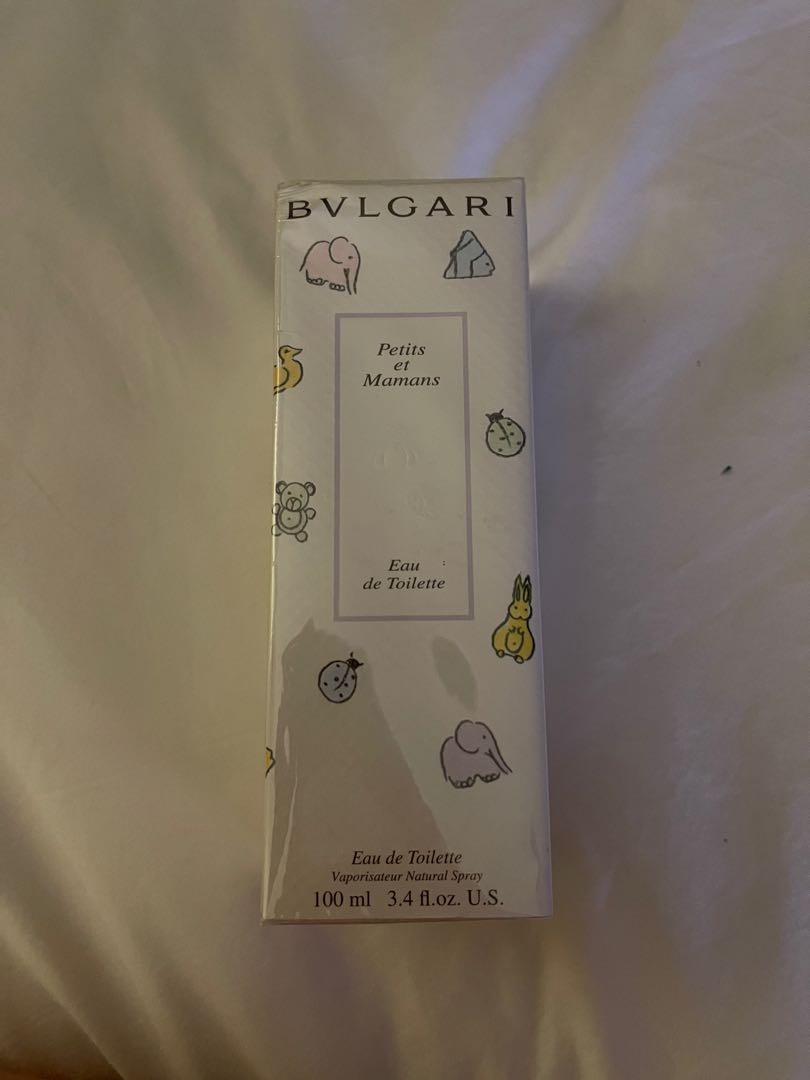 BVLGARI
Petits
et
Mamans
Eau
de Toilette
Eau de Toilette
Vaporisateur Natural Spray
100 ml 3.4 fl.oz. U.S.